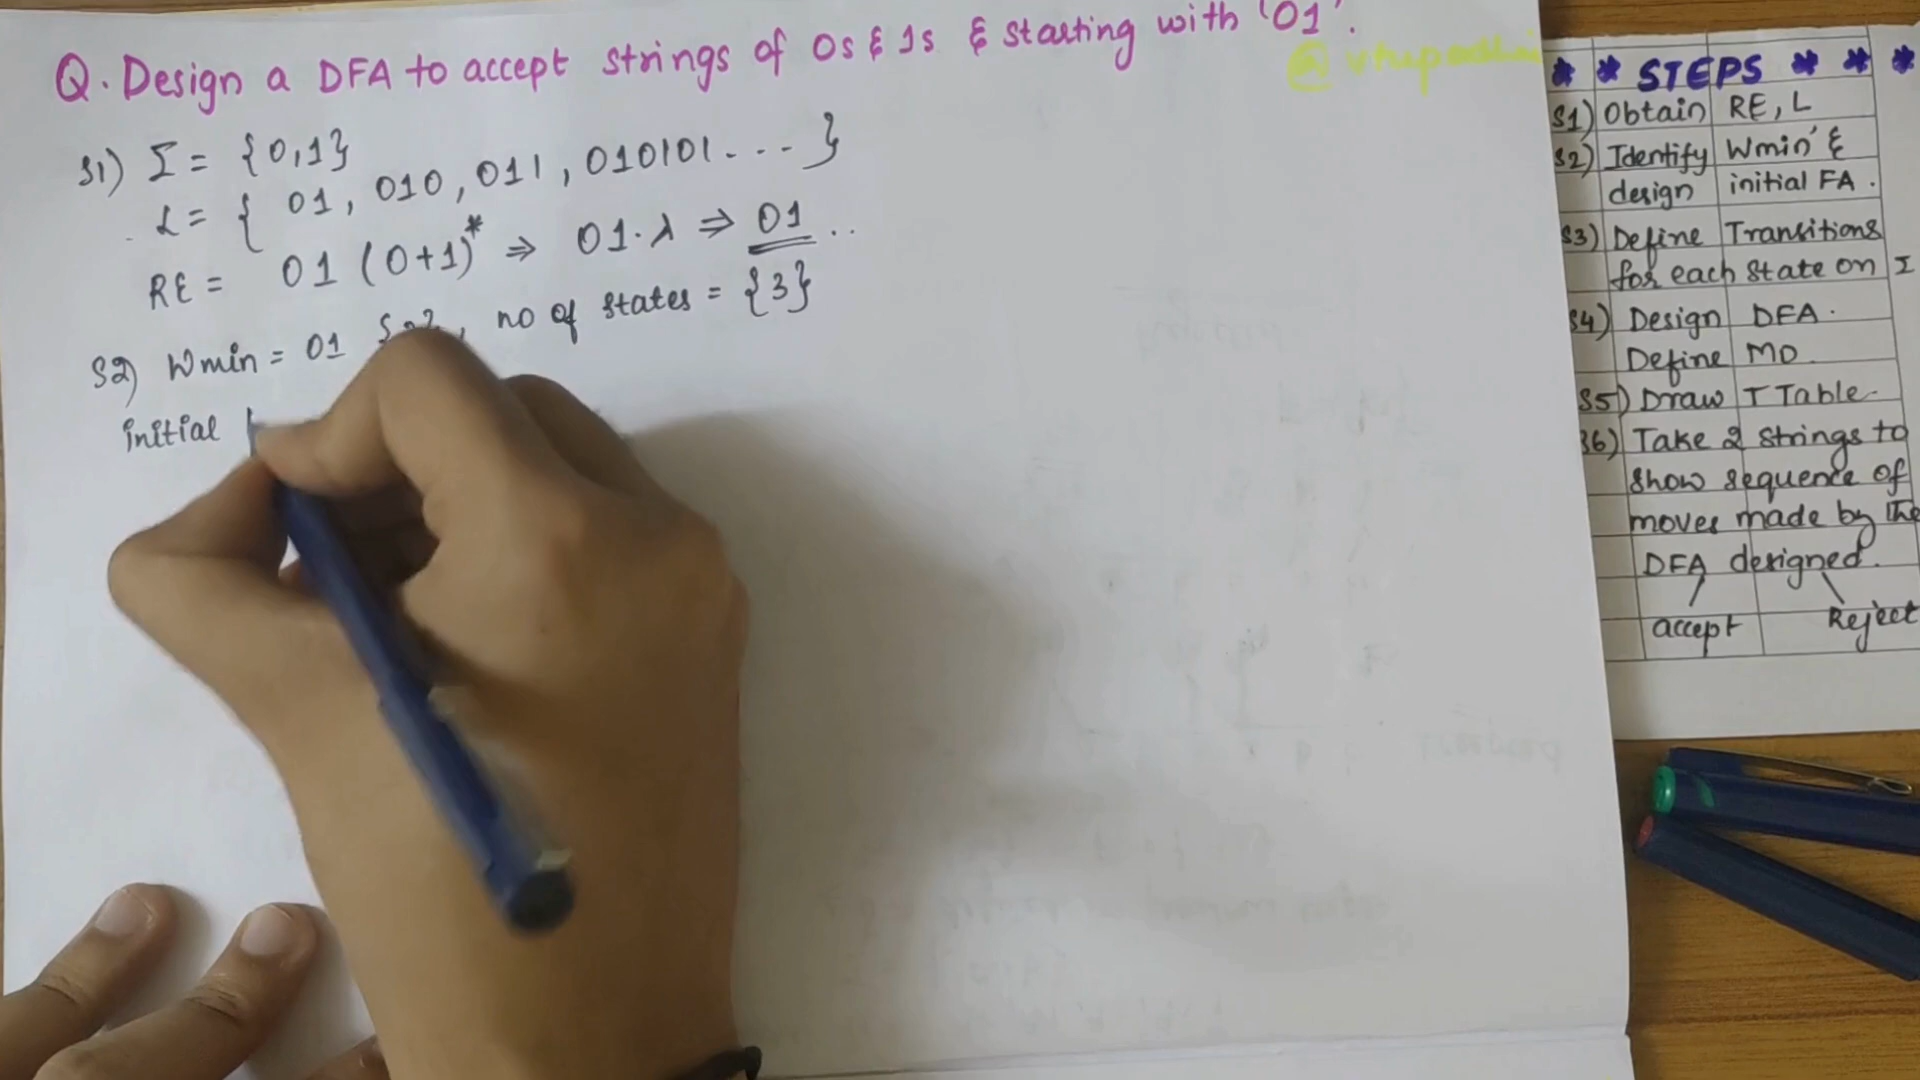 Q. Design a DFA to accept strings of 0s & 1s & starting with '01'.
S1) Σ = {0,1}
L = { 01, 010, 011, 010101... }
RE = 01 (0+1)* ⇒ 01.λ ⇒ 01 ..
S2) Wmin = 01 , no of states = {3}
initial
* * STEPS * * *
S1) Obtain RE, L
S2) Identify Wmin' &
design initial FA.
S3) Define Transitions
for each state on Σ
S4) Design DFA.
Define MD.
S5) Draw T Table.
S6) Take 2 strings to
show sequence of
moves made by the
DFA designed.
accept Reject